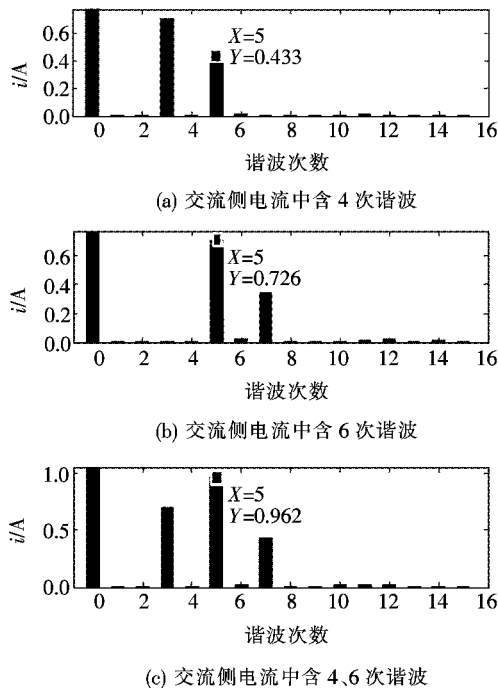 i/A
0.6
0.4
0.2
0.0
X=5
Y=0.433
0 2 4 6 8 10 12 14 16
谐波次数
(a) 交流侧电流中含 4 次谐波
i/A
0.6
0.4
0.2
0.0
X=5
Y=0.726
0 2 4 6 8 10 12 14 16
谐波次数
(b) 交流侧电流中含 6 次谐波
i/A
1.0
0.5
0.0
X=5
Y=0.962
0 2 4 6 8 10 12 14 16
谐波次数
(c) 交流侧电流中含 4、6 次谐波